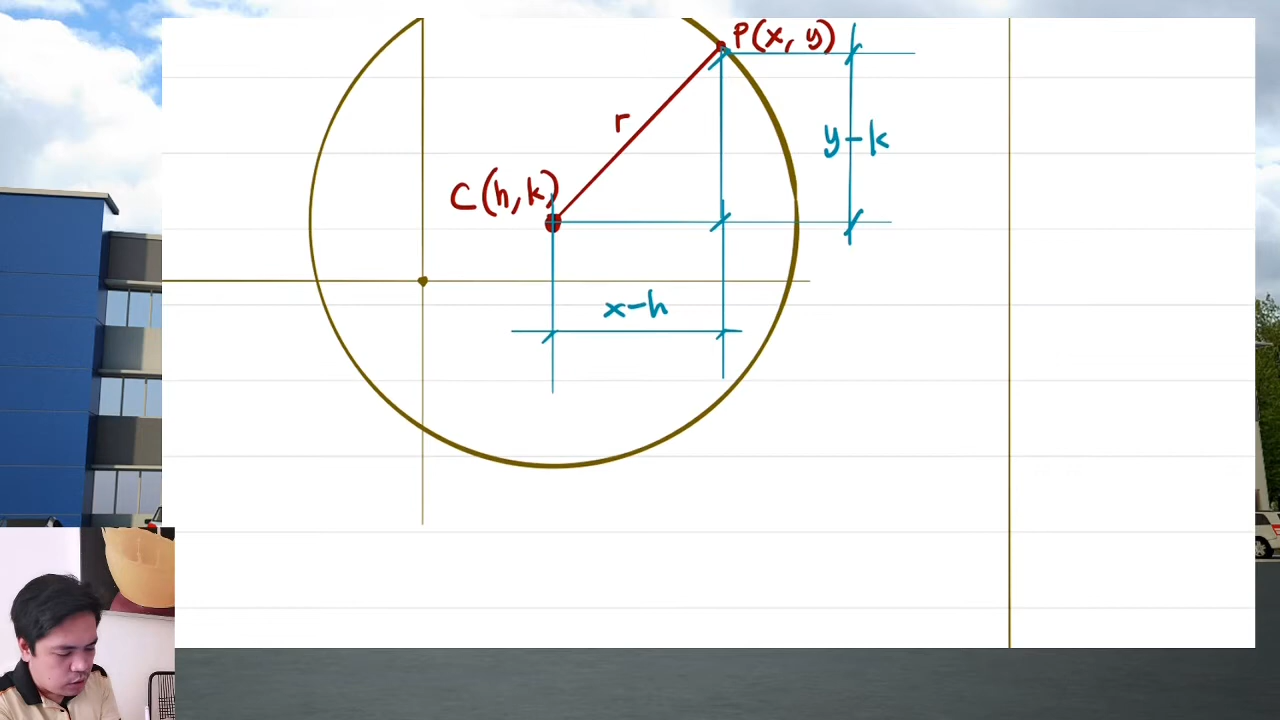 P(x, y)
r
y-k
C(h,k)
x-h